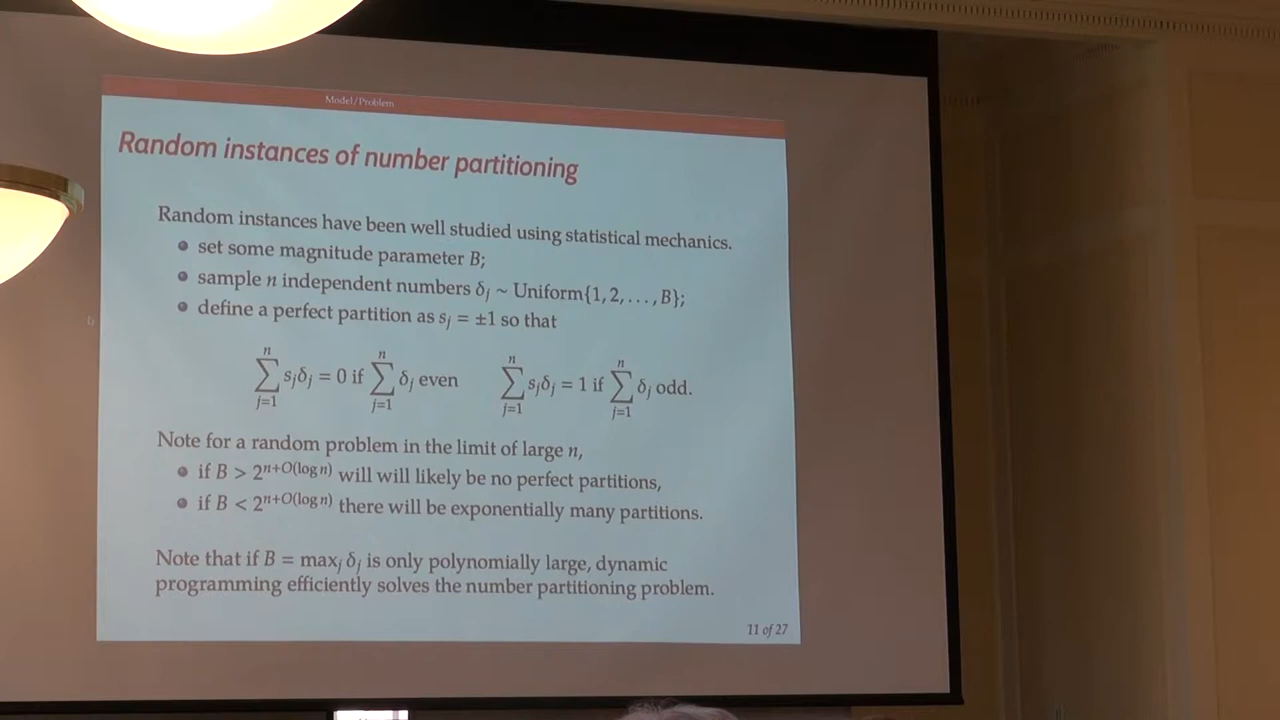 Model/Problem
Random instances of number partitioning
Random instances have been well studied using statistical mechanics.
set some magnitude parameter B;
sample n independent numbers δ_j ~ Uniform{1, 2, . . . , B};
define a perfect partition as s_j = ±1 so that
∑_{j=1}^{n} s_jδ_j = 0 if ∑_{j=1}^{n} δ_j even ∑_{j=1}^{n} s_jδ_j = 1 if ∑_{j=1}^{n} δ_j odd.
Note for a random problem in the limit of large n,
if B > 2^{n+O(log n)} will will likely be no perfect partitions,
if B < 2^{n+O(log n)} there will be exponentially many partitions.
Note that if B = max_j δ_j is only polynomially large, dynamic
programming efficiently solves the number partitioning problem.
11 of 27